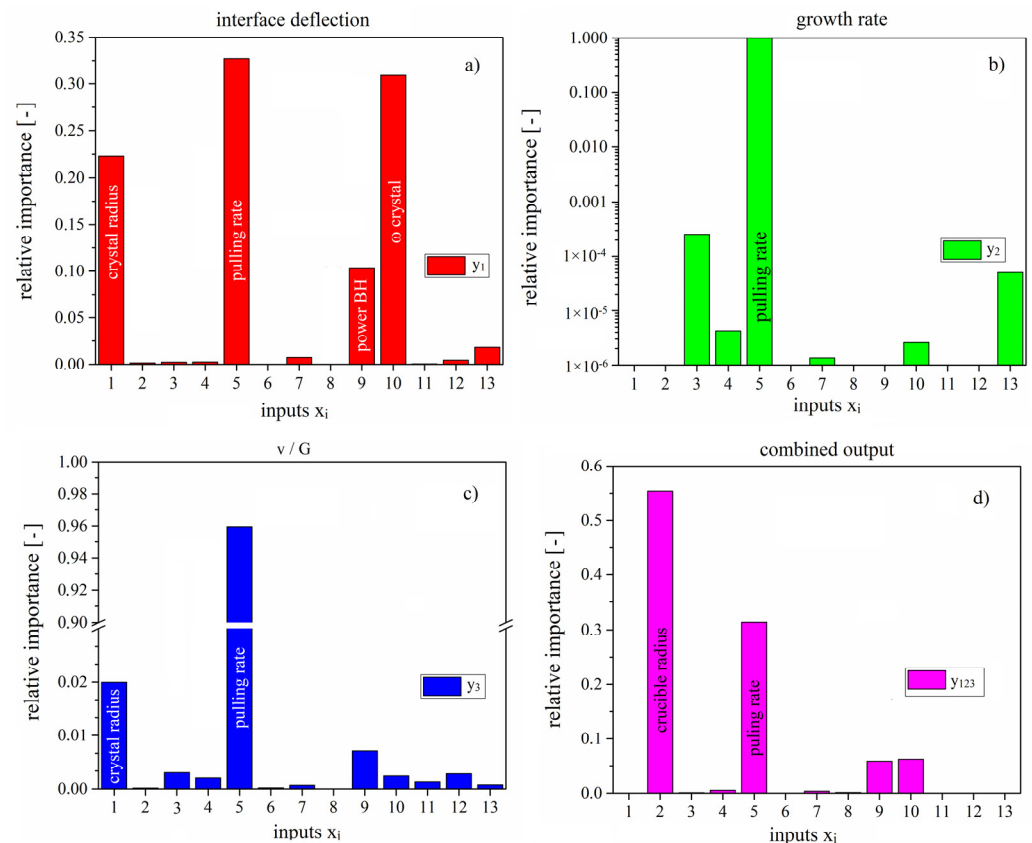 interface deflection
a)
relative importance [ - ]
0.35
0.30
0.25
0.20
0.15
0.10
0.05
0.00
crystal radius
pulling rate
power BH
ω crystal
y1
1 2 3 4 5 6 7 8 9 10 11 12 13
inputs xi
growth rate
b)
relative importance [ - ]
1.000
0.100
0.000
0.001
1×10-4
1×10-5
1×10-6
pulling rate
y2
1 2 3 4 5 6 7 8 9 10 11 12 13
inputs xi
v / G
c)
relative importance [ - ]
1.00
0.98
0.96
0.94
0.92
0.90
0.02
0.01
0.00
crystal radius
pulling rate
y3
1 2 3 4 5 6 7 8 9 10 11 12 13
inputs xi
combined output
d)
relative importance [ - ]
0.6
0.5
0.4
0.3
0.2
0.1
0.0
crucible radius
puling rate
y123
1 2 3 4 5 6 7 8 9 10 11 12 13
inputs xi